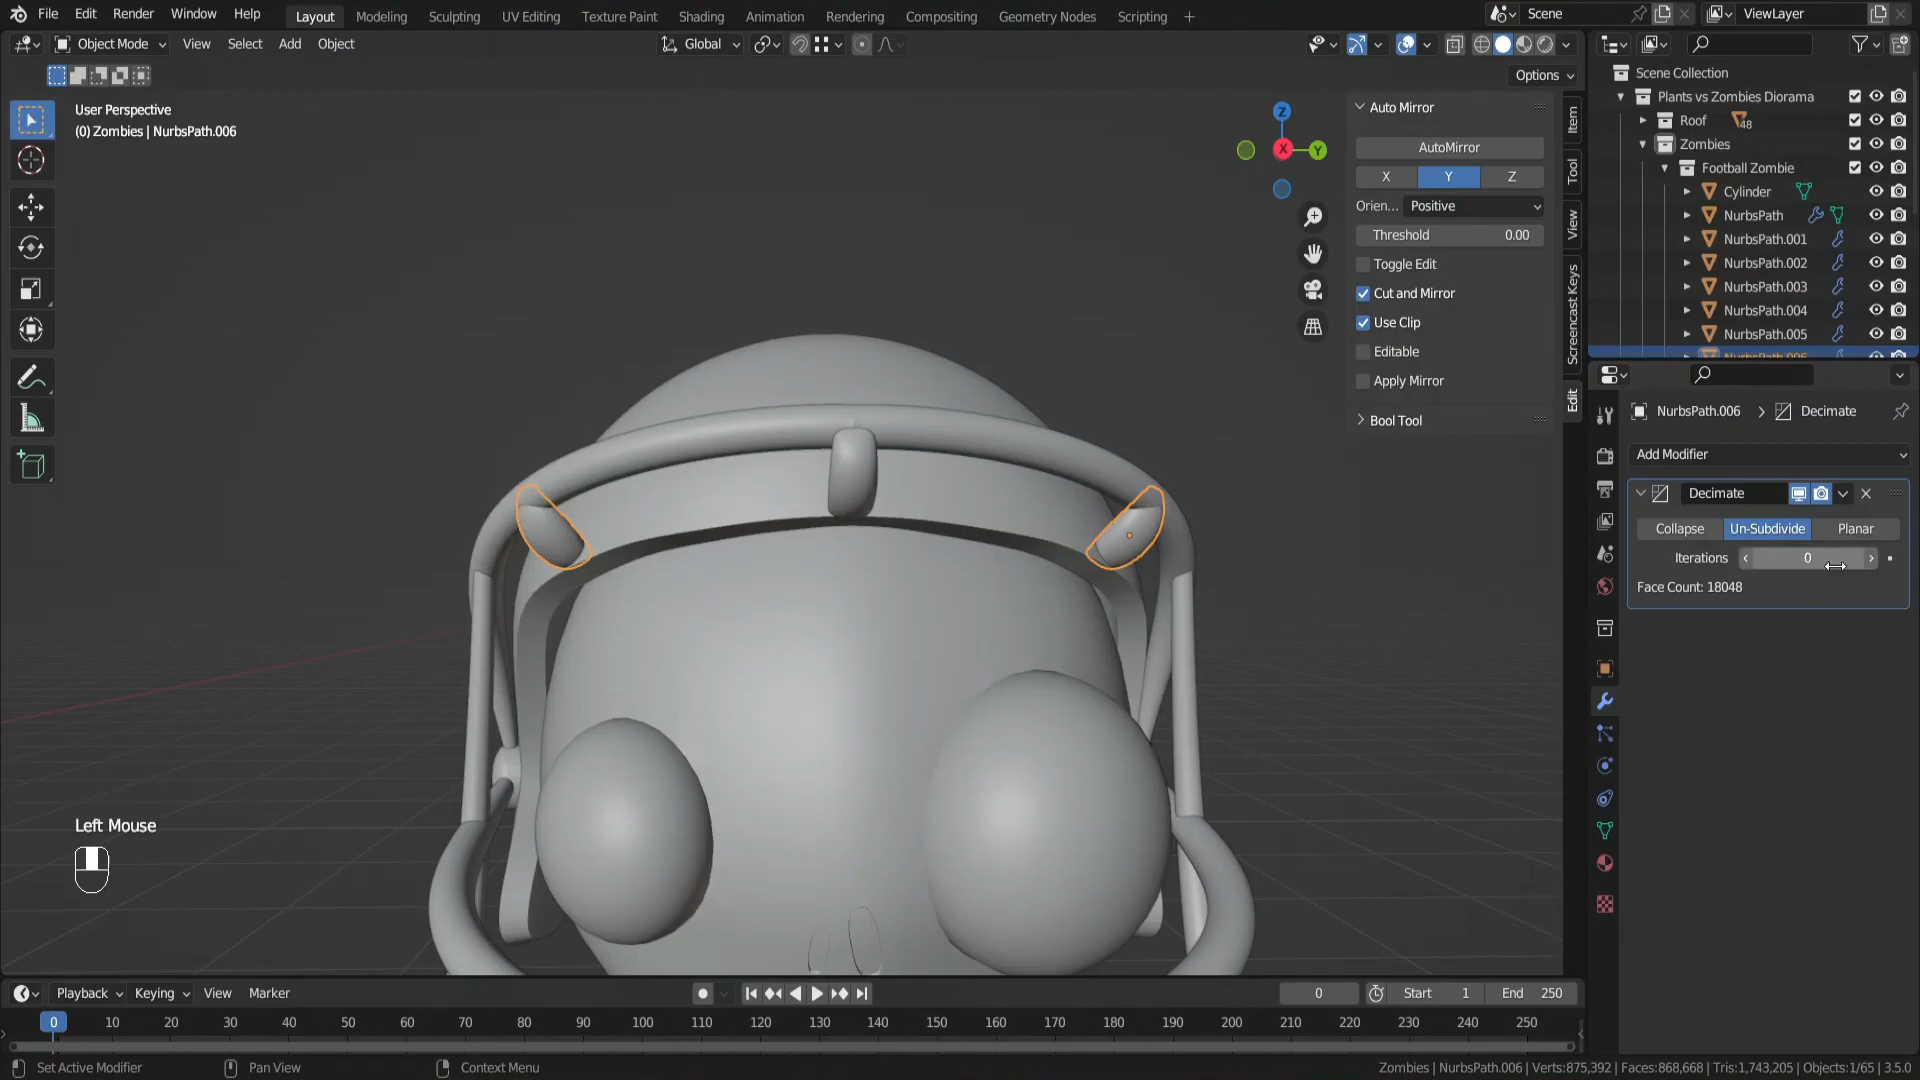 File Edit Render Window Help Layout Modeling Sculpting UV Editing Texture Paint Shading Animation Rendering Compositing Geometry Nodes Scripting + Scene ViewLayer
Object Mode View Select Add Object Global
Options
User Perspective
(0) Zombies | NurbsPath.006
Z
X
Y
Auto Mirror
AutoMirror
X Y Z
Orien... Positive
Threshold 0.00
Toggle Edit
Cut and Mirror
Use Clip
Editable
Apply Mirror
Bool Tool
Item
Tool
View
Screencast Keys
Edit
Scene Collection
Plants vs Zombies Diorama
Roof 48
Zombies
Football Zombie
Cylinder
NurbsPath
NurbsPath.001
NurbsPath.002
NurbsPath.003
NurbsPath.004
NurbsPath.005
NurbsPath.006
NurbsPath.006 > Decimate
Add Modifier
Decimate
Collapse Un-Subdivide Planar
Iterations 0
Face Count: 18048
Left Mouse
Playback Keying View Marker 0 Start 1 End 250
0 10 20 30 40 50 60 70 80 90 100 110 120 130 140 150 160 170 180 190 200 210 220 230 240 250
Set Active Modifier Pan View Context Menu Zombies | NurbsPath.006 | Verts:875,392 | Faces:868,668 | Tris:1,743,205 | Objects:1/65 | 3.5.0